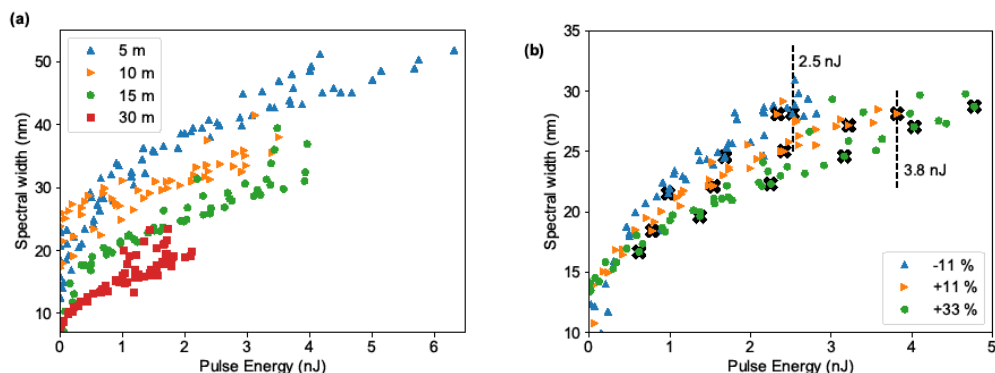 (a)
5 m
10 m
15 m
30 m
Spectral width (nm)
50
40
30
20
10
0
1
2
3
4
5
6
Pulse Energy (nJ)
(b)
2.5 nJ
3.8 nJ
-11 %
+11 %
+33 %
Spectral width (nm)
35
30
25
20
15
10
0
1
2
3
4
5
Pulse Energy (nJ)